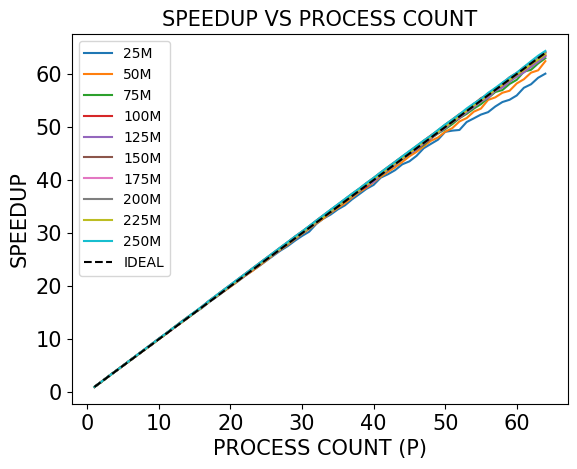 SPEEDUP VS PROCESS COUNT
25M
50M
75M
100M
125M
150M
175M
200M
225M
250M
IDEAL
SPEEDUP
60
50
40
30
20
10
0
0 10 20 30 40 50 60
PROCESS COUNT (P)